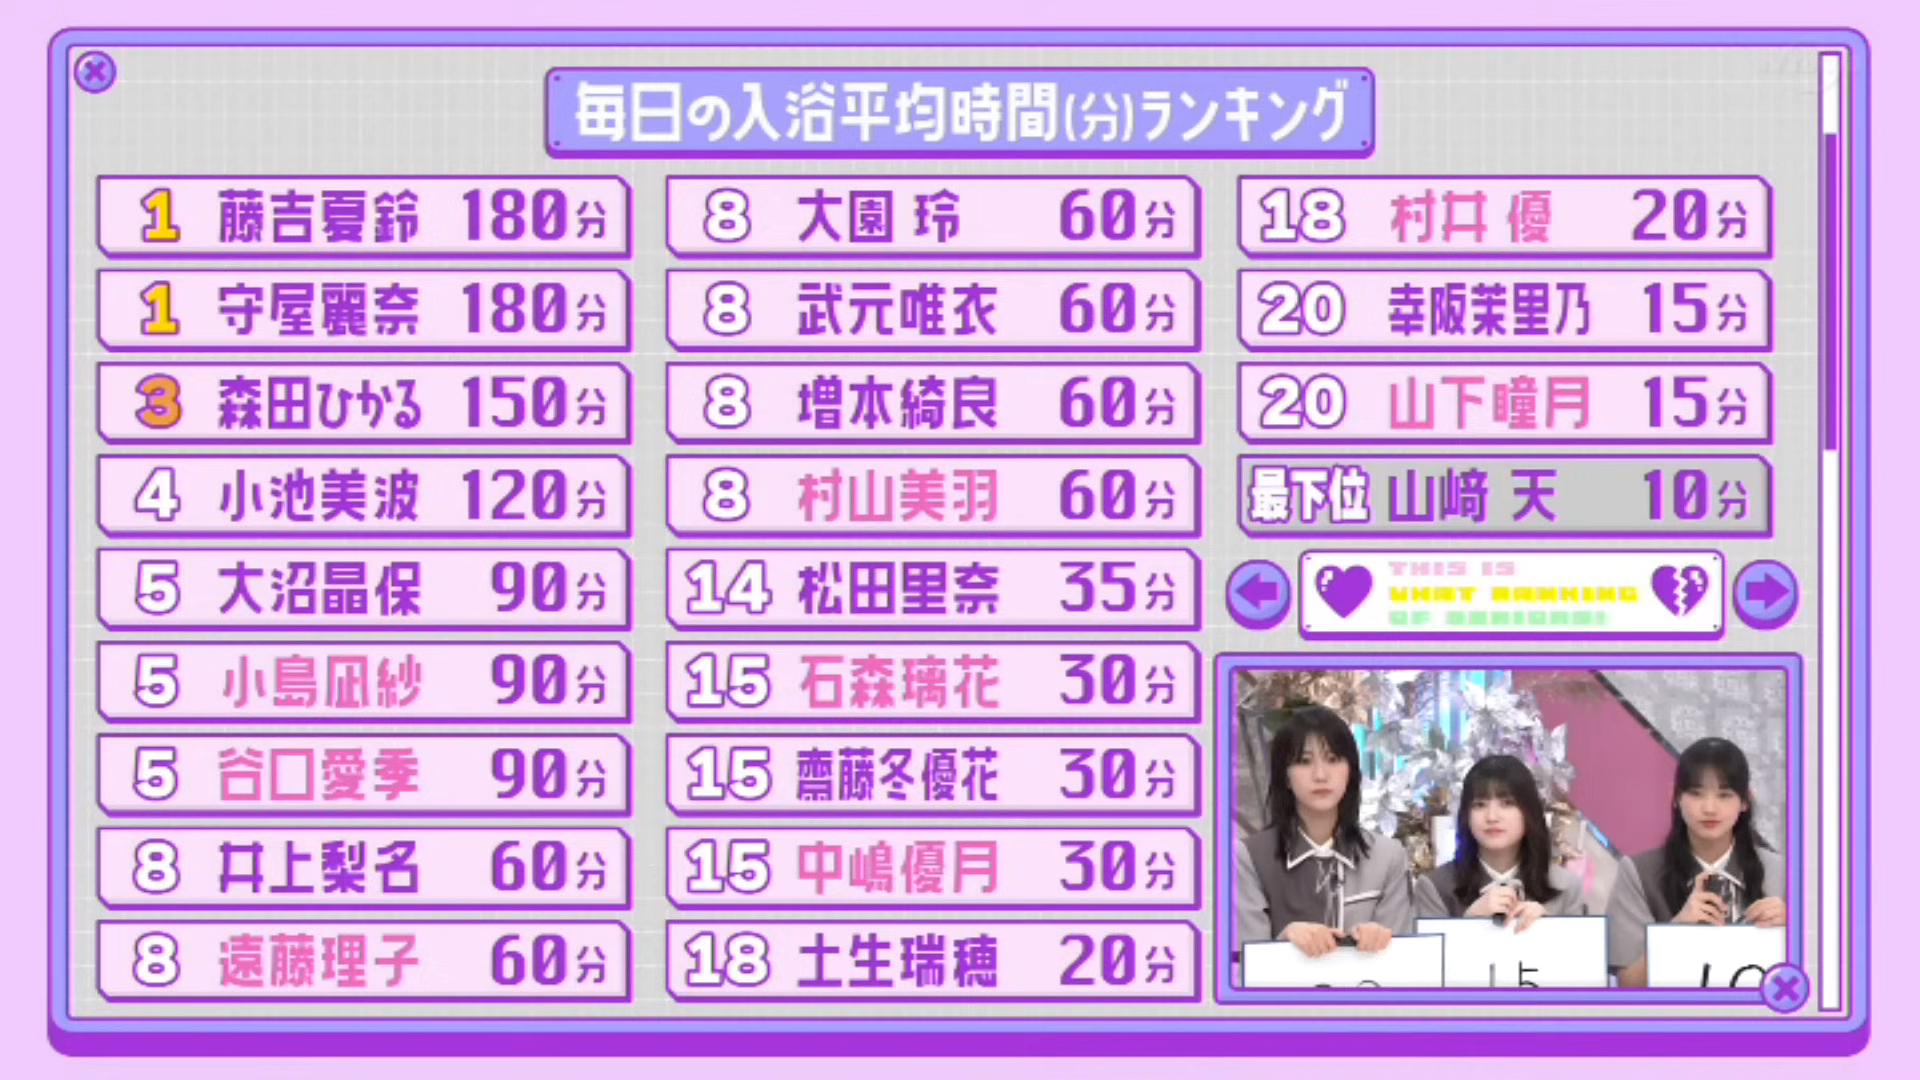 毎日の入浴平均時間(分)ランキング
1 藤吉夏鈴 180分
1 守屋麗奈 180分
3 森田ひかる 150分
4 小池美波 120分
5 大沼晶保 90分
5 小島凪紗 90分
5 谷口愛季 90分
8 井上梨名 60分
8 遠藤理子 60分
8 大園 玲 60分
8 武元唯衣 60分
8 増本綺良 60分
8 村山美羽 60分
14 松田里奈 35分
15 石森璃花 30分
15 齋藤冬優花 30分
15 中嶋優月 30分
18 土生瑞穂 20分
18 村井 優 20分
20 幸阪茉里乃 15分
20 山下瞳月 15分
最下位 山﨑 天 10分
THIS IS
WHAT RANKING
OF SENIORS!
15
10